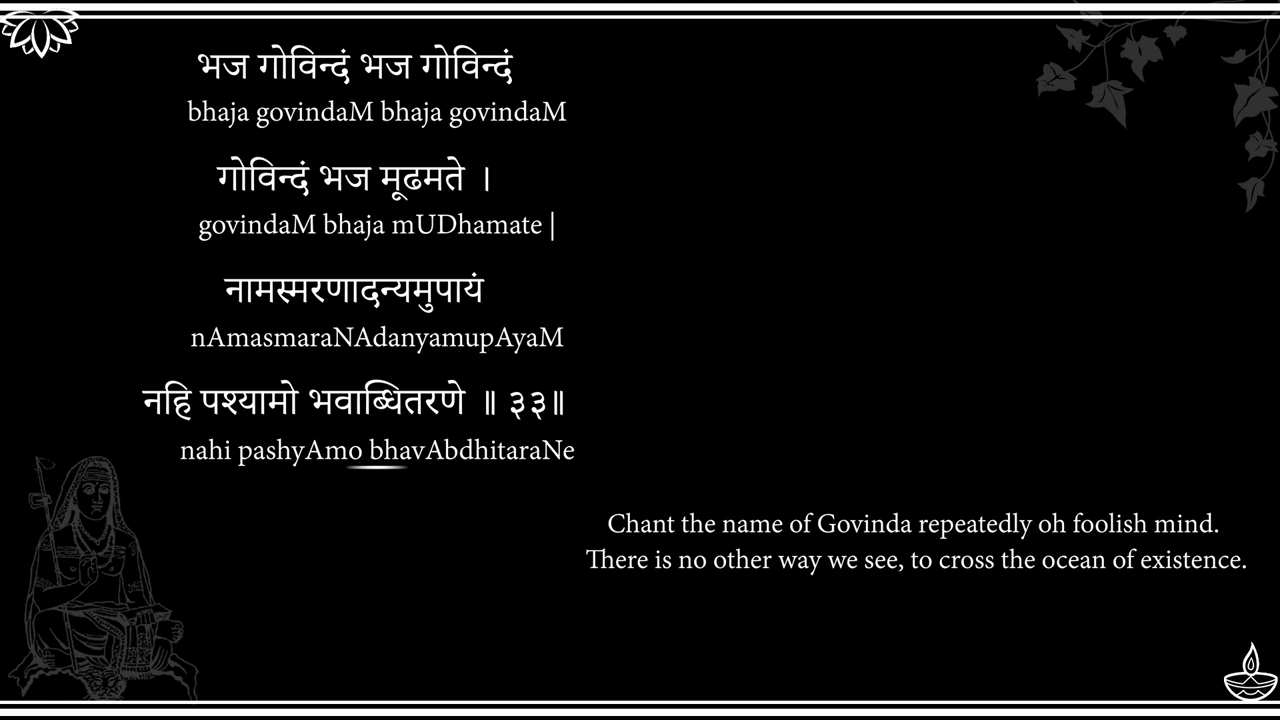 भज गोविन्दं भज गोविन्दं
bhaja govindaM bhaja govindaM
गोविन्दं भज मूढमते ।
govindaM bhaja mUDhamate |
नामस्मरणादन्यमुपायं
nAmasmaraNAdanyamupAyaM
नहि पश्यामो भवाब्धितरणे ॥ ३३॥
nahi pashyAmo bhavAbdhitaraNe
Chant the name of Govinda repeatedly oh foolish mind.
There is no other way we see, to cross the ocean of existence.